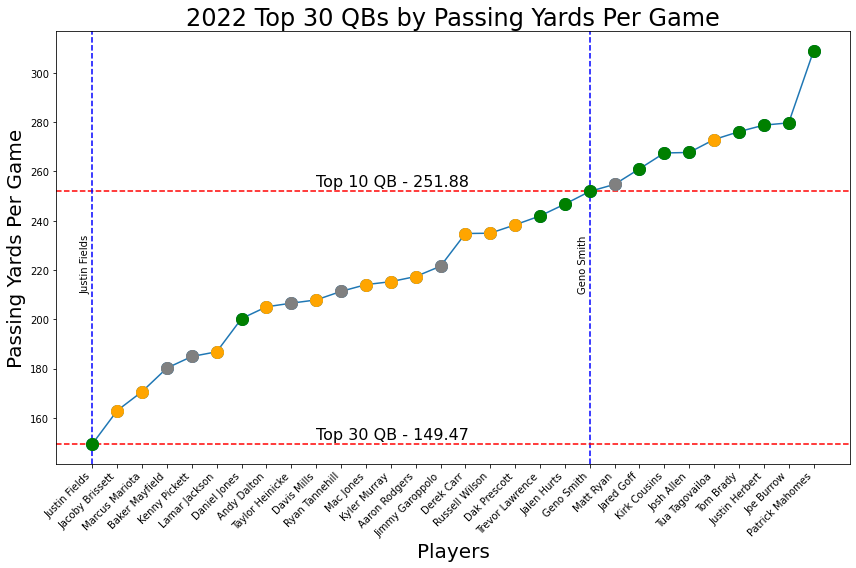 2022 Top 30 QBs by Passing Yards Per Game
Passing Yards Per Game
300
280
260
240
220
200
180
160
Top 10 QB - 251.88
Top 30 QB - 149.47
Justin Fields
Geno Smith
Justin Fields
Jacoby Brissett
Marcus Mariota
Baker Mayfield
Kenny Pickett
Lamar Jackson
Daniel Jones
Andy Dalton
Taylor Heinicke
Davis Mills
Ryan Tannehill
Mac Jones
Kyler Murray
Aaron Rodgers
Jimmy Garoppolo
Derek Carr
Russell Wilson
Dak Prescott
Trevor Lawrence
Jalen Hurts
Geno Smith
Matt Ryan
Jared Goff
Kirk Cousins
Josh Allen
Tua Tagovailoa
Tom Brady
Justin Herbert
Joe Burrow
Patrick Mahomes
Players